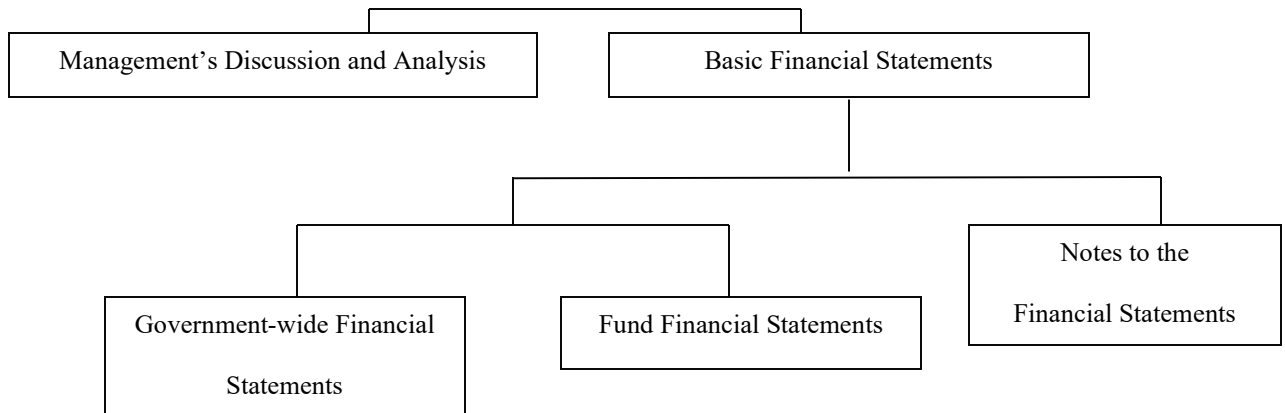 Management’s Discussion and Analysis
Basic Financial Statements
Government-wide Financial
Statements
Fund Financial Statements
Notes to the
Financial Statements